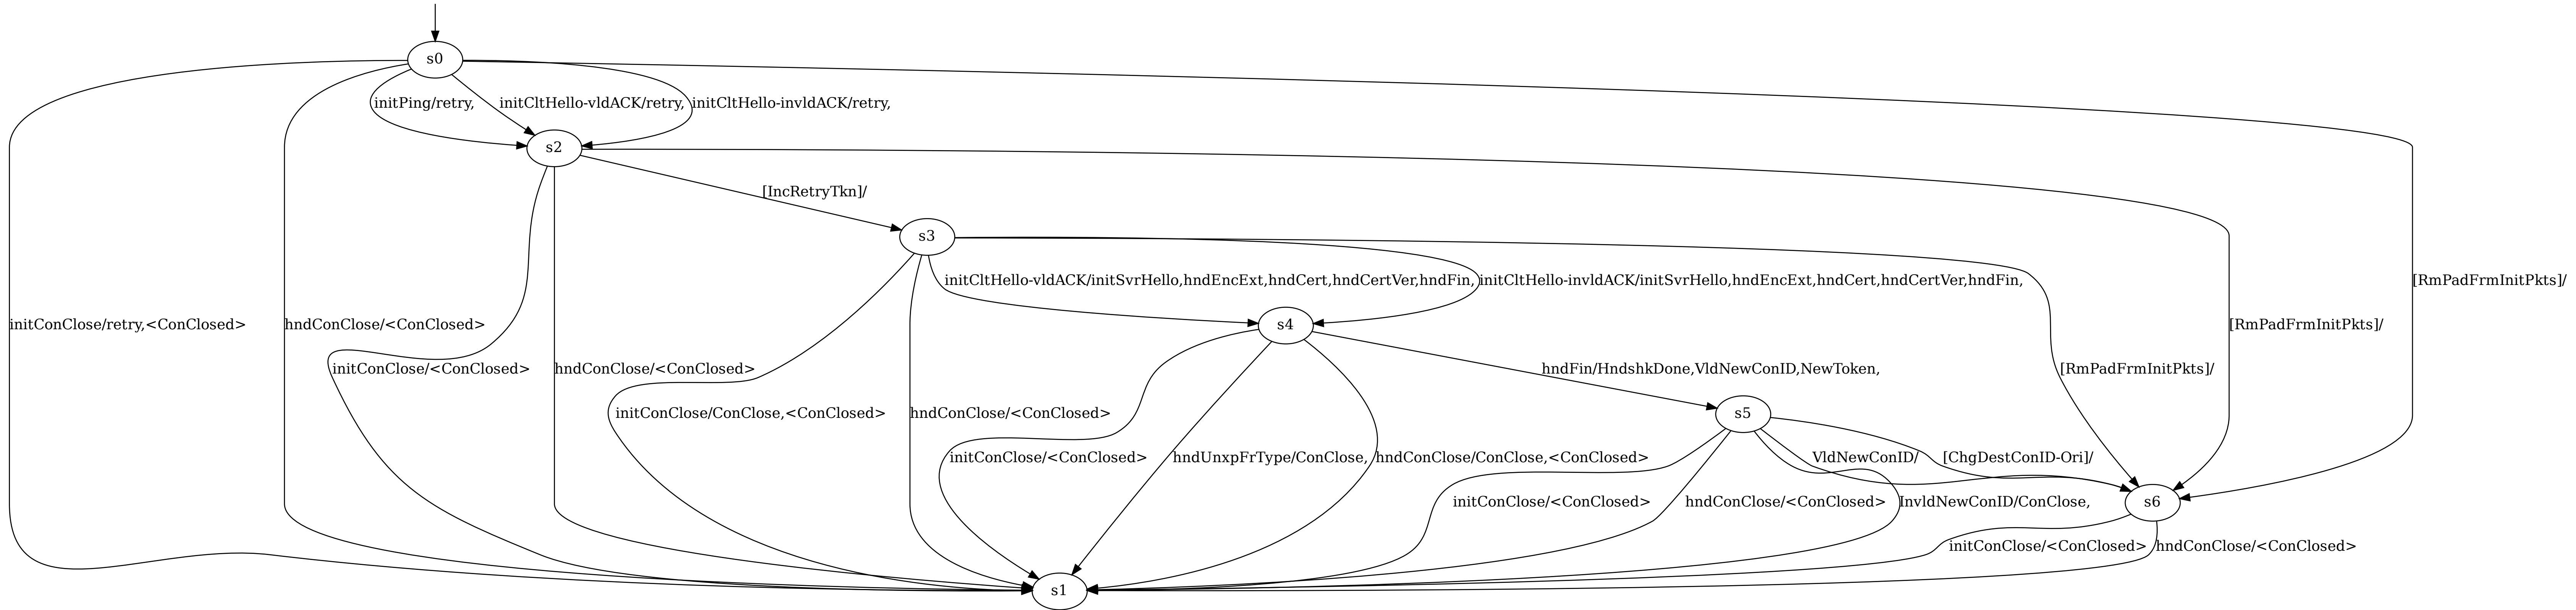 s0
initPing/retry,
initCltHello-vldACK/retry,
initCltHello-invldACK/retry,
s2
[IncRetryTkn]/
s3
initCltHello-vldACK/initSvrHello,hndEncExt,hndCert,hndCertVer,hndFin,
initCltHello-invldACK/initSvrHello,hndEncExt,hndCert,hndCertVer,hndFin,
[RmPadFrmInitPkts]/
initConClose/retry,<ConClosed>
hndConClose/<ConClosed>
s4
[RmPadFrmInitPkts]/
initConClose/<ConClosed>
hndConClose/<ConClosed>
hndFin/HndshkDone,VldNewConID,NewToken,
[RmPadFrmInitPkts]/
initConClose/ConClose,<ConClosed>
hndConClose/<ConClosed>
s5
initConClose/<ConClosed>
hndUnxpFrType/ConClose,
hndConClose/ConClose,<ConClosed>
VldNewConID/
[ChgDestConID-Ori]/
initConClose/<ConClosed>
hndConClose/<ConClosed>
InvldNewConID/ConClose,
s6
initConClose/<ConClosed>
hndConClose/<ConClosed>
s1